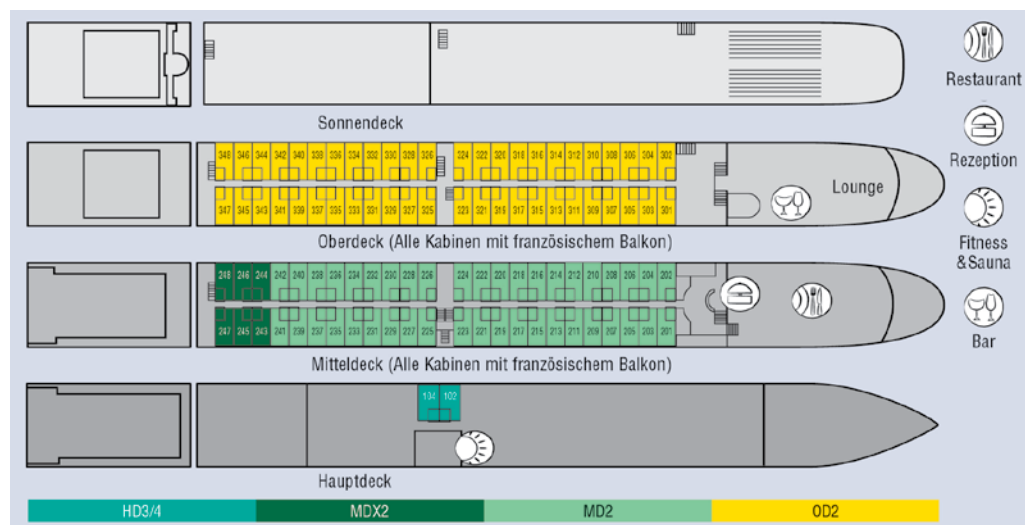 Restaurant
Sonnendeck
Rezeption
348 346 344 342 340 338 336 334 332 330 328 326 324 322 320 318 316 314 312 310 308 306 304 302
Lounge
347 345 343 341 339 337 335 333 331 329 327 325 323 321 319 317 315 313 311 309 307 305 303 301
Oberdeck (Alle Kabinen mit französischem Balkon)
Fitness
&Sauna
248 246 244 242 240 238 236 234 232 230 228 226 224 222 220 218 216 214 212 210 208 206 204 202
247 245 243 241 239 237 235 233 231 229 227 225 223 221 219 217 215 213 211 209 207 205 203 201
Bar
Mitteldeck (Alle Kabinen mit französischem Balkon)
104 102
Hauptdeck
HD3/4 MDX2 MD2 OD2